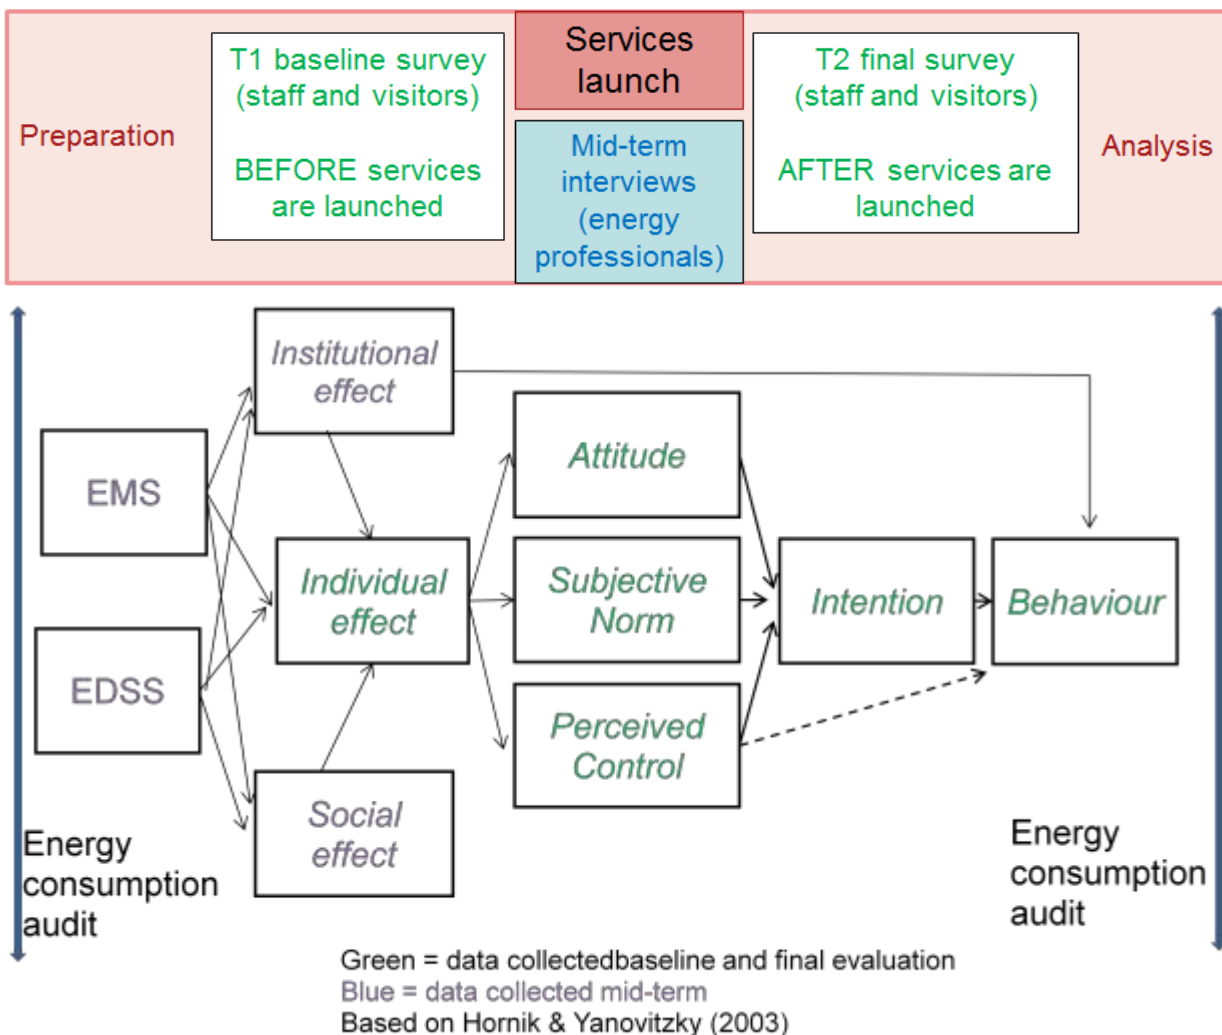 Preparation
T1 baseline survey
(staff and visitors)
BEFORE services
are launched
Services
launch
Mid-term
interviews
(energy
professionals)
T2 final survey
(staff and visitors)
AFTER services are
launched
Analysis
Institutional
effect
EMS
Attitude
Individual
effect
Subjective
Norm
Intention
Behaviour
EDSS
Perceived
Control
Social
effect
Energy
consumption
audit
Energy
consumption
audit
Green = data collectedbaseline and final evaluation
Blue = data collected mid-term
Based on Hornik & Yanovitzky (2003)